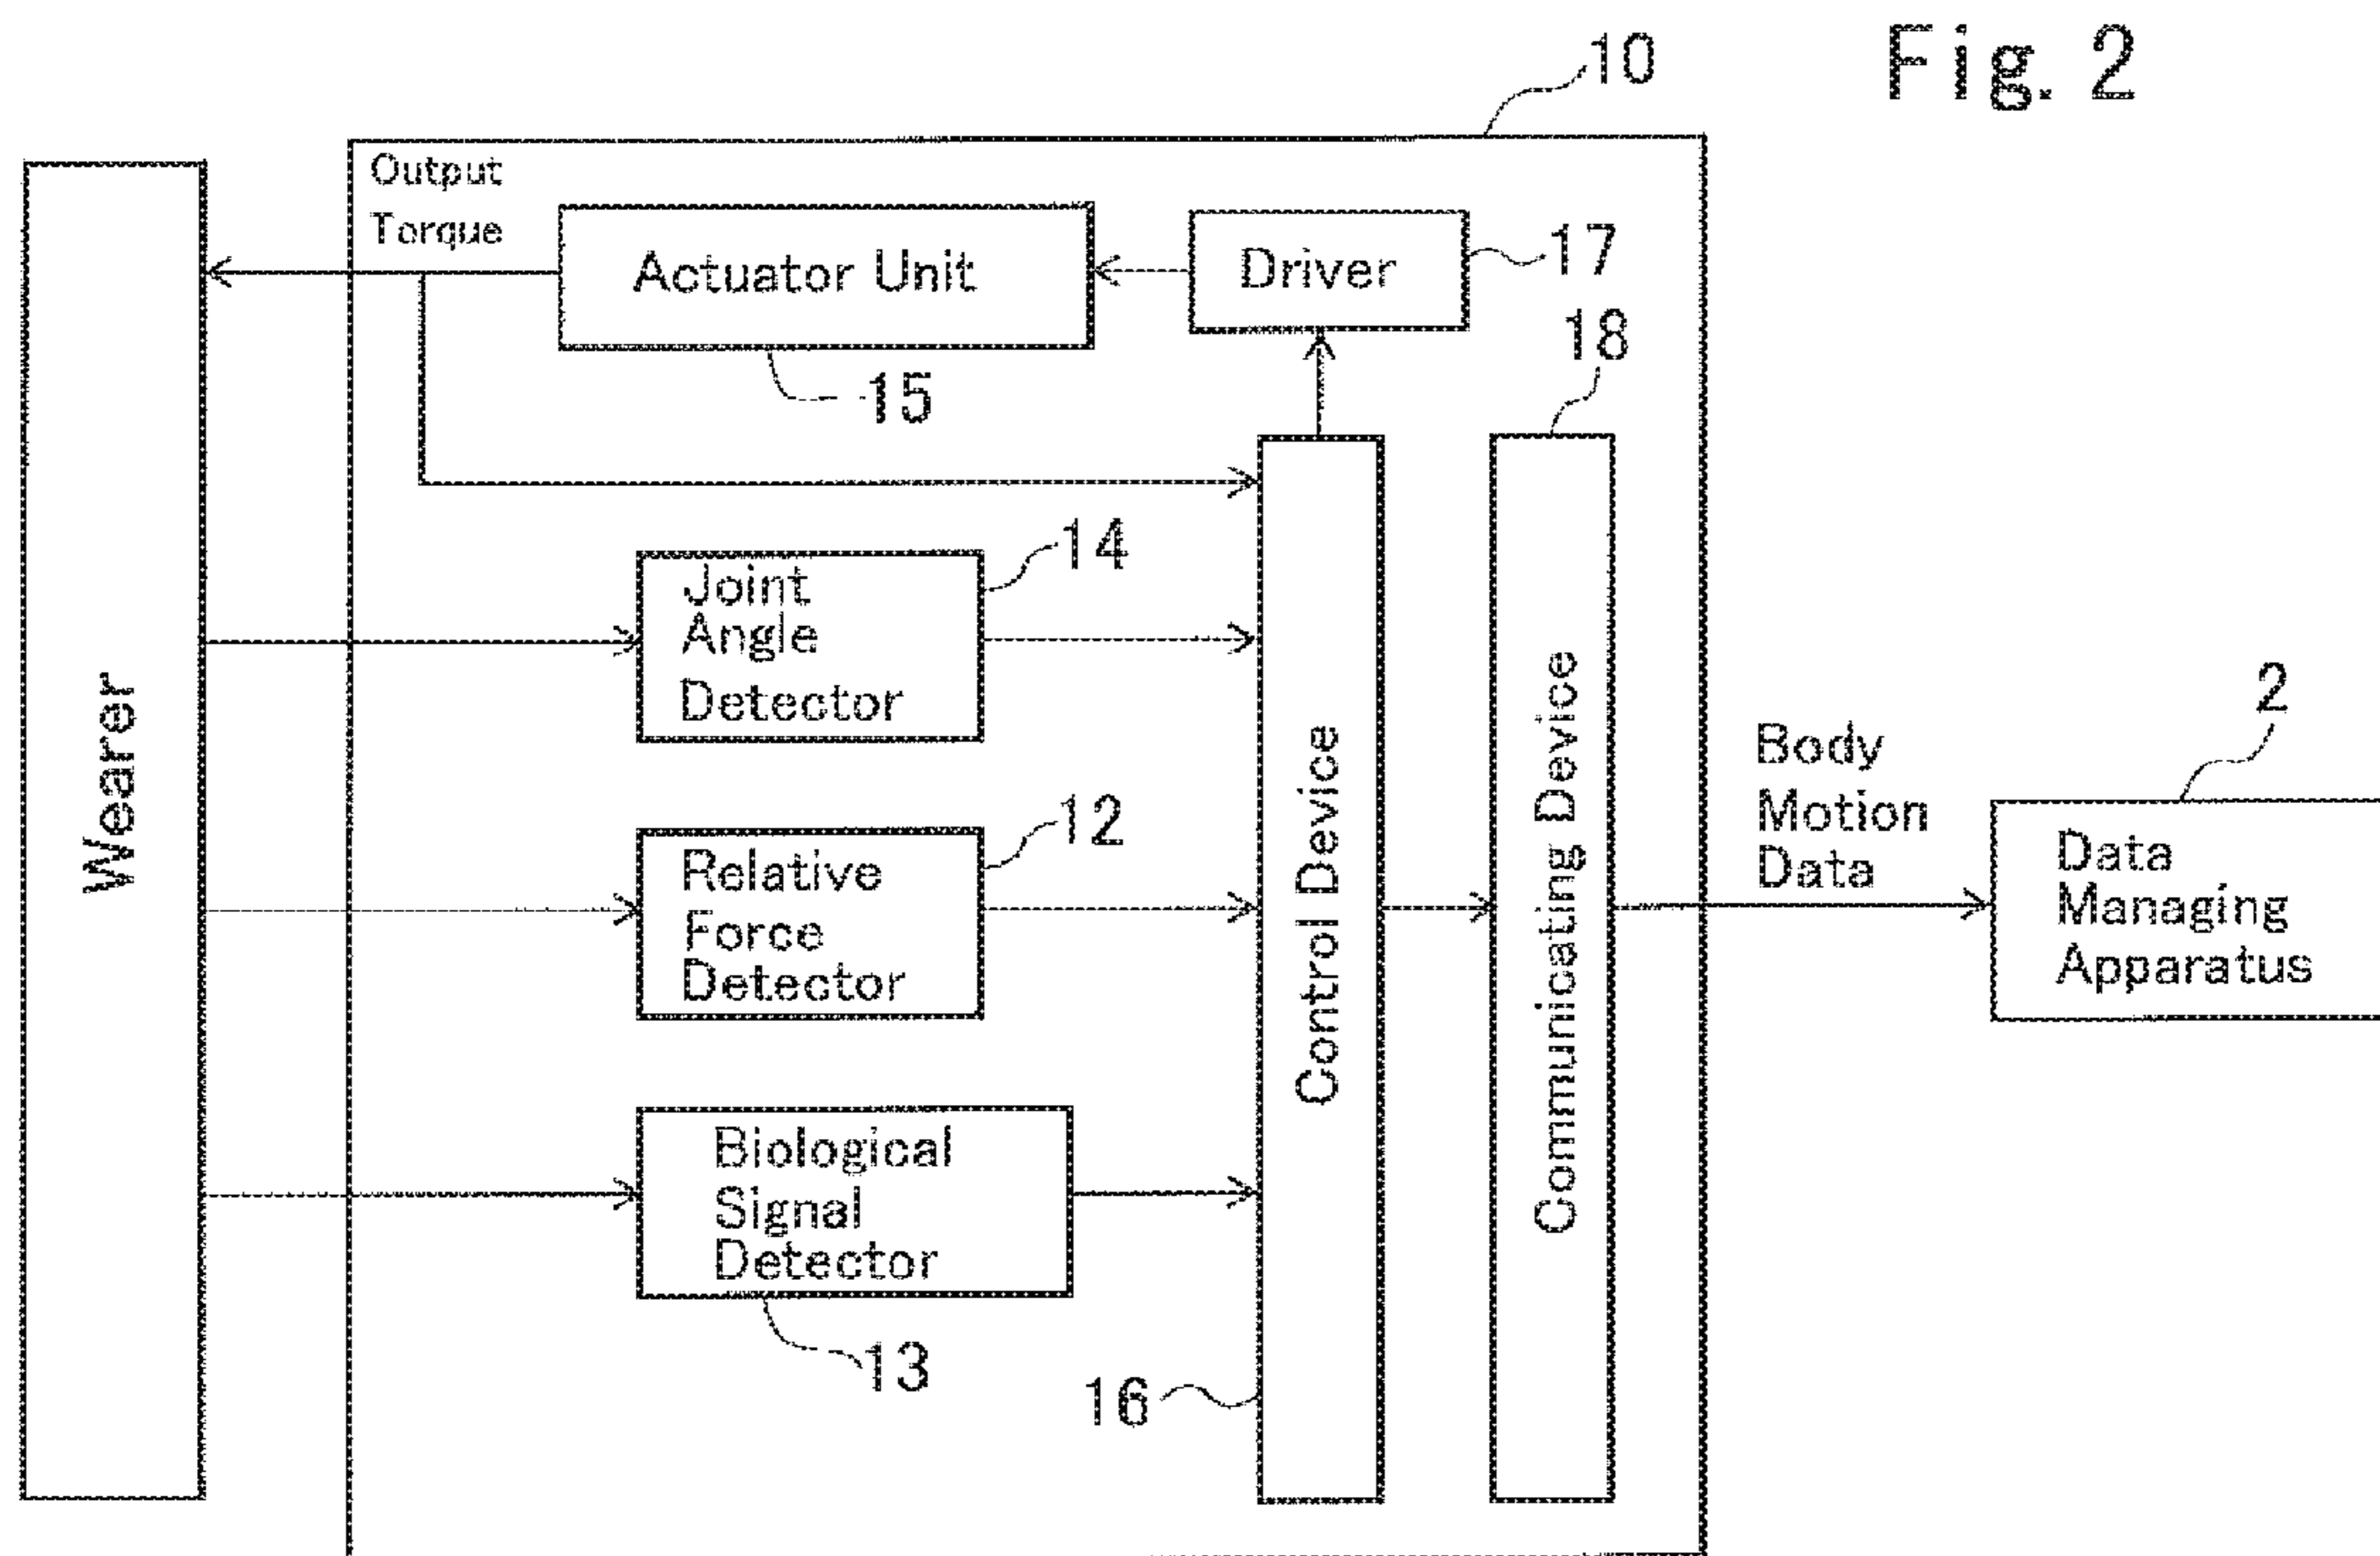 Fig. 2
10
Output
Torque
Actuator Unit
Driver
17
15
18
14
Joint
Angle
Detector
12
Relative
Force
Detector
Biological
Signal
Detector
13
16
Wearer
Control Device
Communicating Device
Body
Motion
Data
2
Data
Managing
Apparatus